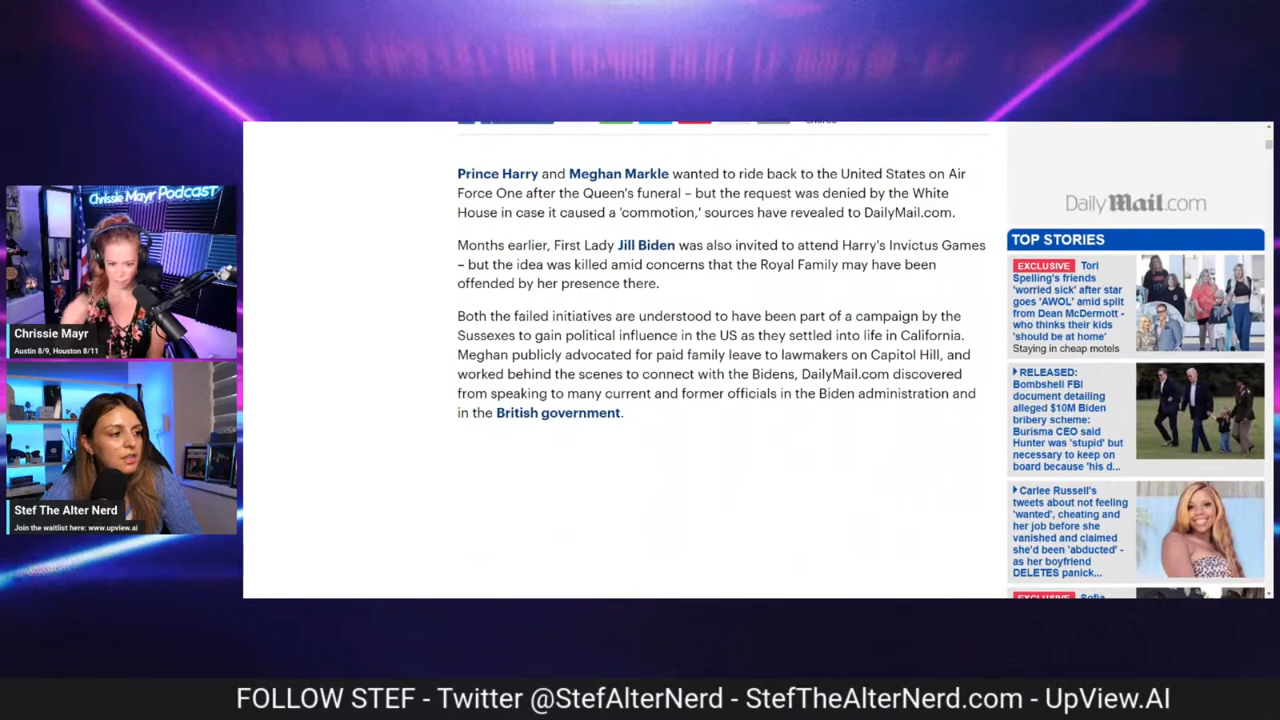 Chrissie Mayr Podcast
Chrissie Mayr
Austin 8/9, Houston 8/11
Stef The Alter Nerd
Join the waitlist here: www.upview.ai
Prince Harry and Meghan Markle wanted to ride back to the United States on Air
Force One after the Queen's funeral – but the request was denied by the White
House in case it caused a 'commotion,' sources have revealed to DailyMail.com.
Months earlier, First Lady Jill Biden was also invited to attend Harry's Invictus Games
– but the idea was killed amid concerns that the Royal Family may have been
offended by her presence there.
Both the failed initiatives are understood to have been part of a campaign by the
Sussexes to gain political influence in the US as they settled into life in California.
Meghan publicly advocated for paid family leave to lawmakers on Capitol Hill, and
worked behind the scenes to connect with the Bidens, DailyMail.com discovered
from speaking to many current and former officials in the Biden administration and
in the British government.
DailyMail.com
TOP STORIES
EXCLUSIVE Tori
Spelling's friends
'worried sick' after star
goes 'AWOL' amid split
from Dean McDermott -
who thinks their kids
'should be at home'
Staying in cheap motels
RELEASED:
Bombshell FBI
document detailing
alleged $10M Biden
bribery scheme:
Burisma CEO said
Hunter was 'stupid' but
necessary to keep on
board because 'his d...
Carlee Russell's
tweets about not feeling
'wanted', cheating and
her job before she
vanished and claimed
she'd been 'abducted' -
as her boyfriend
DELETES panick...
EXCLUSIVE Sofia
FOLLOW STEF - Twitter @StefAlterNerd - StefTheAlterNerd.com - UpView.AI